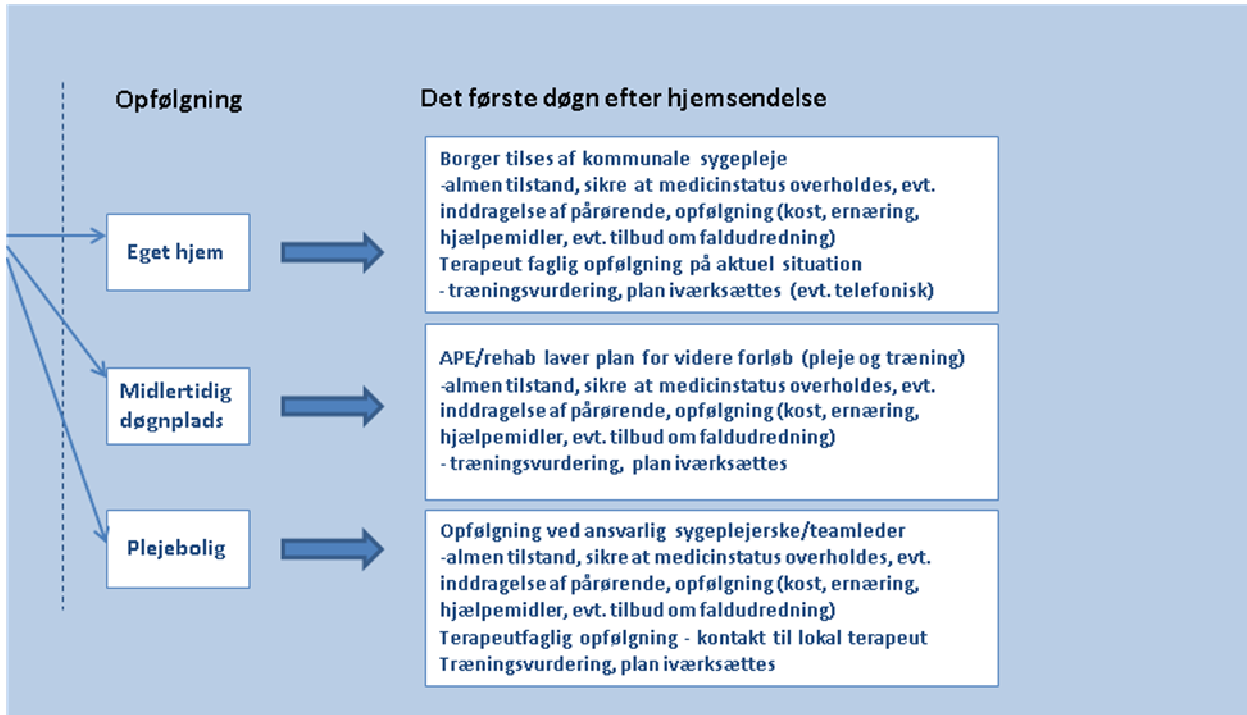 Opfølgning
Det første døgn efter hjemsendelse
Eget hjem
Borger tilses af kommunale sygepleje
-almen tilstand, sikre at medicinstatus overholdes, evt.
inddragelse af pårørende, opfølgning (kost, ernæring,
hjælpemidler, evt. tilbud om faldudredning)
Terapeut faglig opfølgning på aktuel situation
- træningsvurdering, plan iværksættes (evt. telefonisk)
Midlertidig
døgnplads
APE/rehab laver plan for videre forløb (pleje og træning)
-almen tilstand, sikre at medicinstatus overholdes, evt.
inddragelse af pårørende, opfølgning (kost, ernæring,
hjælpemidler, evt. tilbud om faldudredning)
- træningsvurdering, plan iværksættes
Plejebolig
Opfølgning ved ansvarlig sygeplejerske/teamleder
-almen tilstand, sikre at medicinstatus overholdes, evt.
inddragelse af pårørende, opfølgning (kost, ernæring,
hjælpemidler, evt. tilbud om faldudredning)
Terapeutfaglig opfølgning - kontakt til lokal terapeut
Træningsvurdering, plan iværksættes